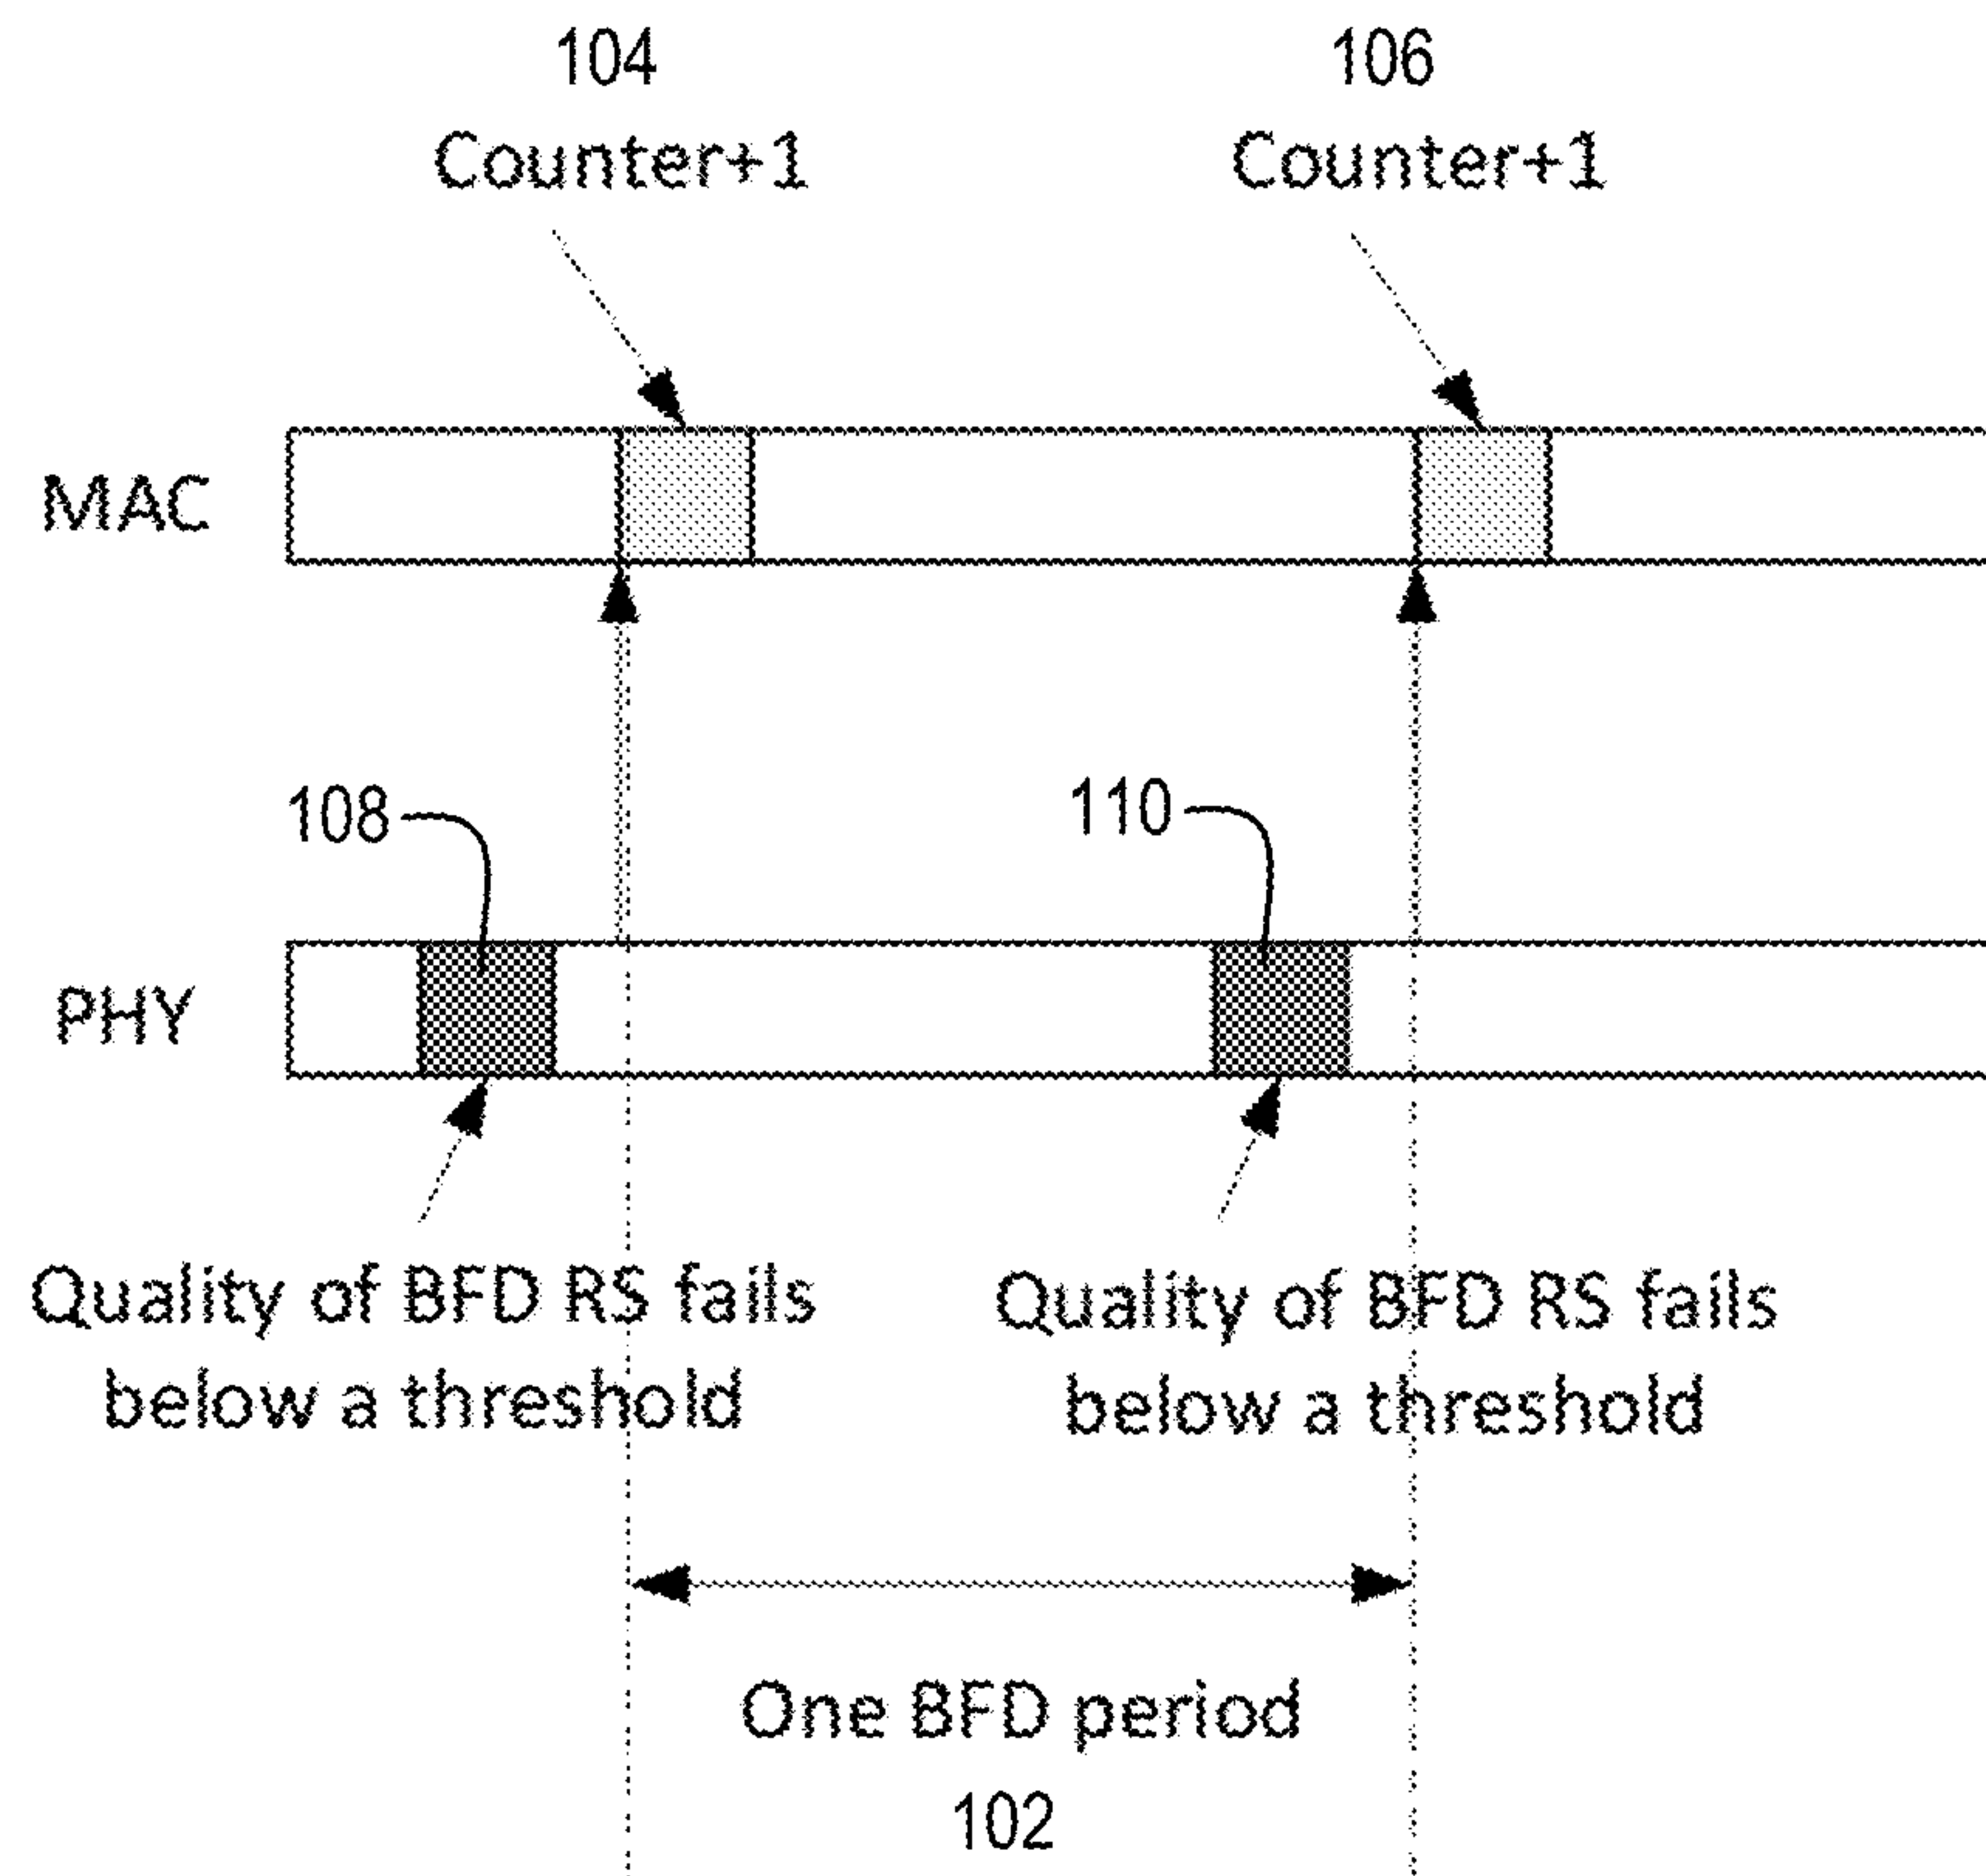 104
106
Counter+1
Counter+1
MAC
108
110
PHY
Quality of BFD RS fails
below a threshold
Quality of BFD RS fails
below a threshold
One BFD period
102